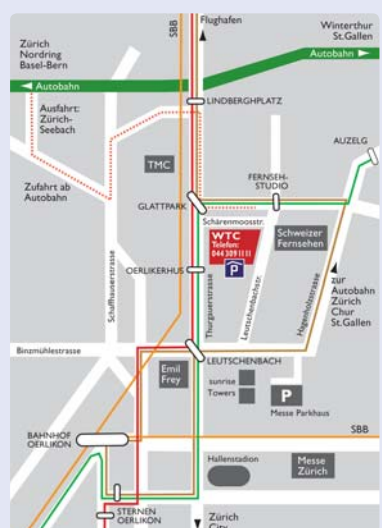 SBB
Flughafen
Winterthur
St.Gallen
Autobahn
Zürich
Nordring
Basel-Bern
Autobahn
Ausfahrt:
Zürich-
Seebach
LINDBERGHPLATZ
AUZELG
TMC
FERNSEH-
STUDIO
Zufahrt ab
Autobahn
GLATTPARK
Schärenmoosstr.
WTC
Telefon:
044 309 11 11
P
Schweizer
Fernsehen
OERLIKERHUS
Schaffhauserstrasse
Thurgauerstrasse
Leutschenbachstr.
Hagenholzstrasse
zur
Autobahn
Zürich
Chur
St.Gallen
Binzmühlestrasse
LEUTSCHENBACH
Emil
Frey
sunrise
Towers
P
Messe Parkhaus
BAHNHOF
OERLIKON
SBB
Hallenstadion
Messe
Zürich
STERNEN
OERLIKON
Zürich
City